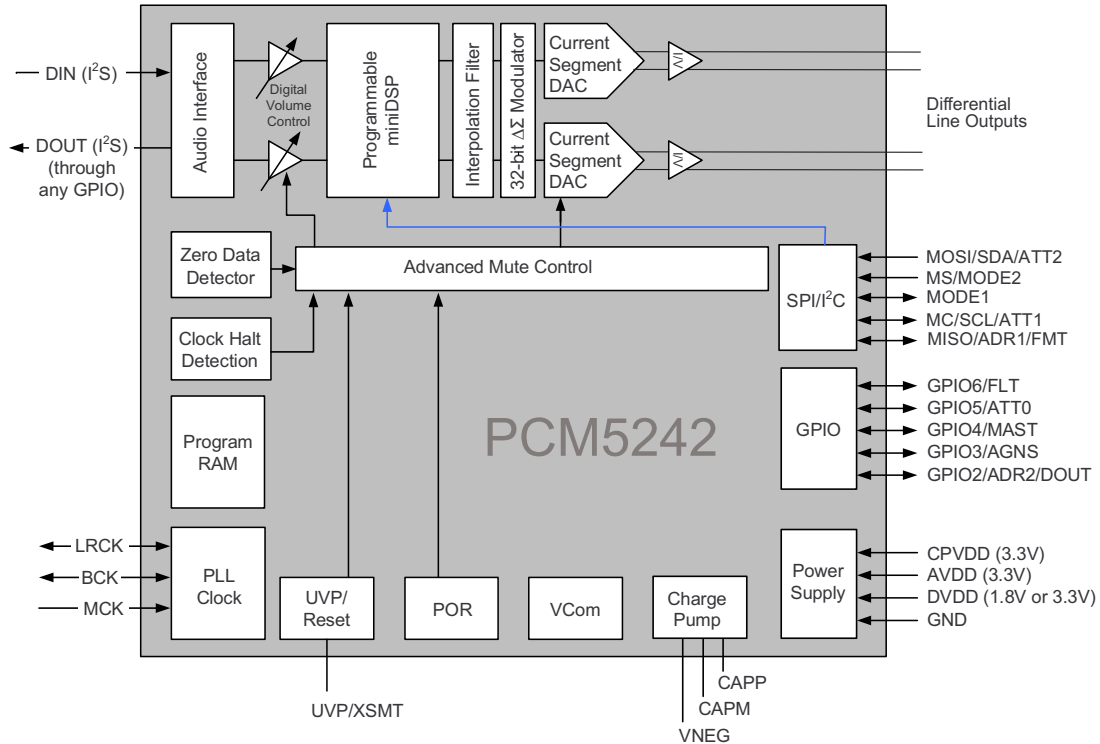 DIN (I²S)
DOUT (I²S)
(through
any GPIO)
Audio Interface
Digital
Volume
Control
Programmable
miniDSP
Interpolation Filter
32-bit ΔΣ Modulator
Current
Segment
DAC
I/V
Current
Segment
DAC
I/V
Differential
Line Outputs
Zero Data
Detector
Advanced Mute Control
Clock Halt
Detection
SPI/I²C
MOSI/SDA/ATT2
MS/MODE2
MODE1
MC/SCL/ATT1
MISO/ADR1/FMT
Program
RAM
PCM5242
GPIO
GPIO6/FLT
GPIO5/ATT0
GPIO4/MAST
GPIO3/AGNS
GPIO2/ADR2/DOUT
LRCK
BCK
MCK
PLL
Clock
UVP/
Reset
POR
VCom
Charge
Pump
Power
Supply
CPVDD (3.3V)
AVDD (3.3V)
DVDD (1.8V or 3.3V)
GND
UVP/XSMT
CAPP
CAPM
VNEG